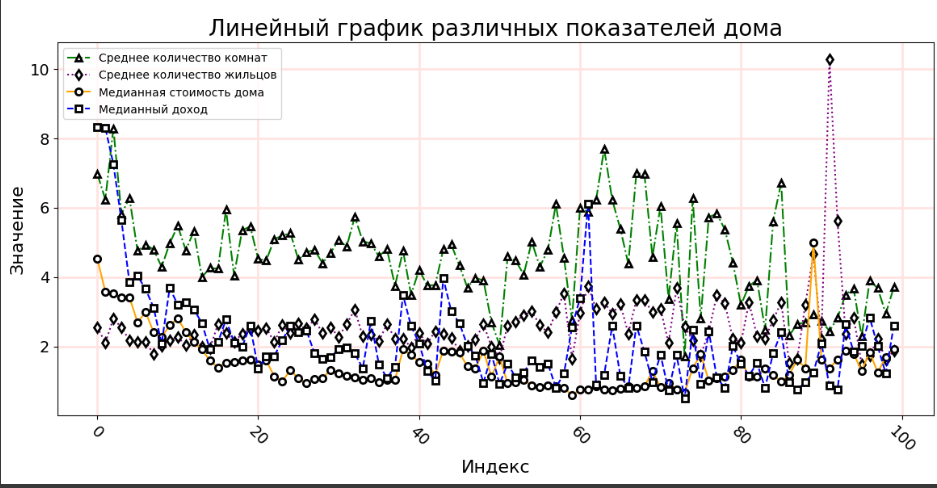 Линейный график различных показателей дома
Среднее количество комнат
Среднее количество жильцов
Медианная стоимость дома
Медианный доход
Значение
10
8
6
4
2
0
20
40
60
80
100
Индекс